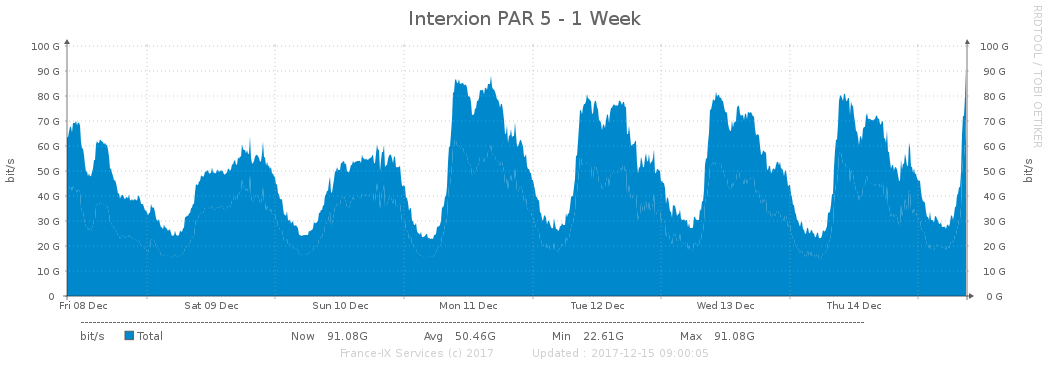 Interxion PAR 5 - 1 Week
RRDTOOL / TOBI OETIKER
100 G 100 G
90 G 90 G
80 G 80 G
70 G 70 G
60 G 60 G
50 G 50 G
40 G 40 G
30 G 30 G
20 G 20 G
10 G 10 G
0 0 G
bit/s bit/s
Fri 08 Dec Sat 09 Dec Sun 10 Dec Mon 11 Dec Tue 12 Dec Wed 13 Dec Thu 14 Dec
bit/s Total Now 91.08G Avg 50.46G Min 22.61G Max 91.08G
France-IX Services (c) 2017 Updated : 2017-12-15 09:00:05